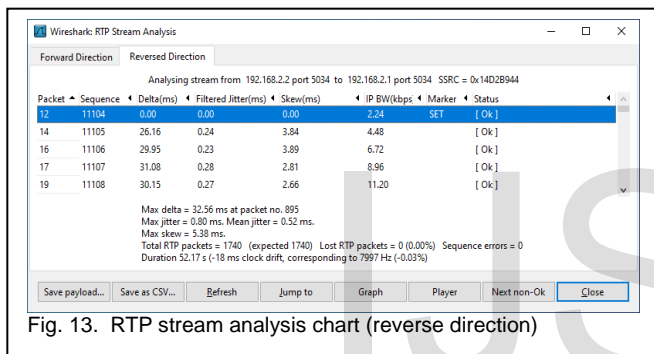 Wireshark: RTP Stream Analysis
Forward Direction Reversed Direction
Analysing stream from 192.168.2.2 port 5034 to 192.168.2.1 port 5034 SSRC = 0x14D2B944
Packet Sequence Delta(ms) Filtered Jitter(ms) Skew(ms) IP BW(kbps) Marker Status
12 11104 0.00 0.00 0.00 2.24 SET [ Ok ]
14 11105 26.16 0.24 3.84 4.48 [ Ok ]
16 11106 29.95 0.23 3.89 6.72 [ Ok ]
17 11107 31.08 0.28 2.81 8.96 [ Ok ]
19 11108 30.15 0.27 2.66 11.20 [ Ok ]
Max delta = 32.56 ms at packet no. 895
Max jitter = 0.80 ms. Mean jitter = 0.52 ms.
Max skew = 5.38 ms.
Total RTP packets = 1740 (expected 1740) Lost RTP packets = 0 (0.00%) Sequence errors = 0
Duration 52.17 s (-18 ms clock drift, corresponding to 7997 Hz (-0.03%)
Save payload... Save as CSV... Refresh Jump to Graph Player Next non-Ok Close
Fig. 13. RTP stream analysis chart (reverse direction)
IJS